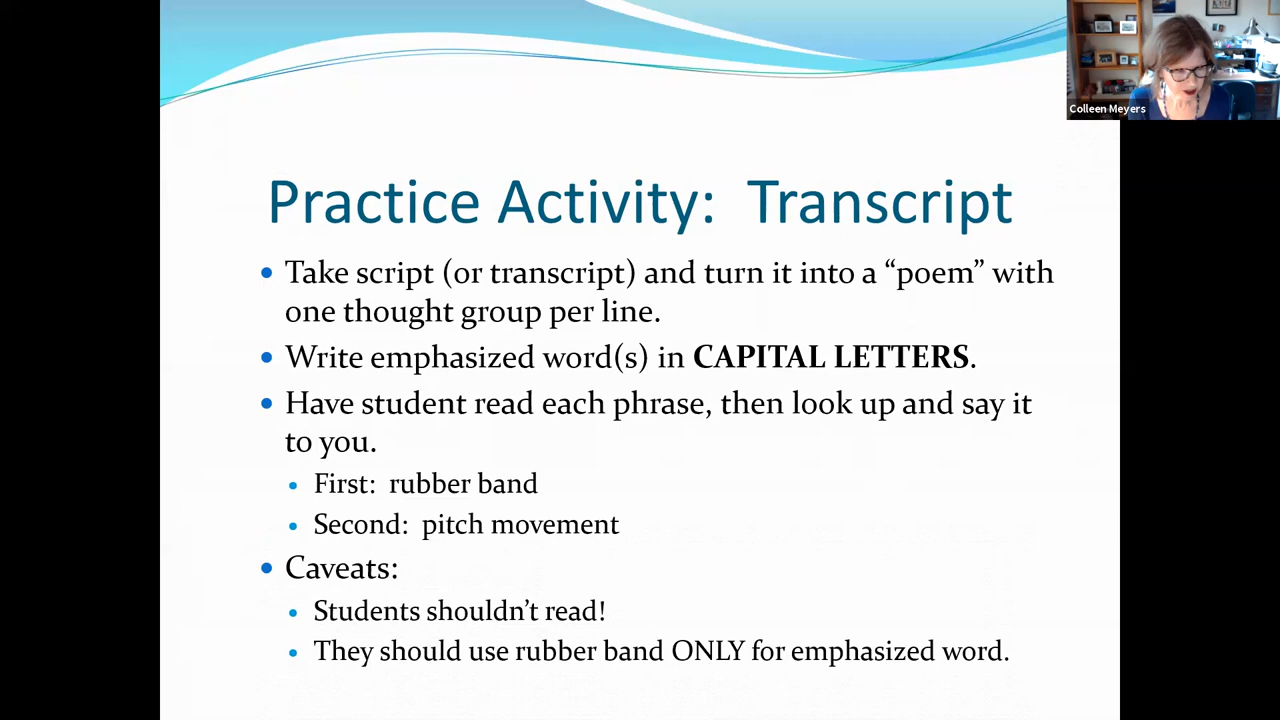 Colleen Meyers
Practice Activity: Transcript
• Take script (or transcript) and turn it into a “poem” with
one thought group per line.
• Write emphasized word(s) in CAPITAL LETTERS.
• Have student read each phrase, then look up and say it
to you.
• First: rubber band
• Second: pitch movement
• Caveats:
• Students shouldn’t read!
• They should use rubber band ONLY for emphasized word.